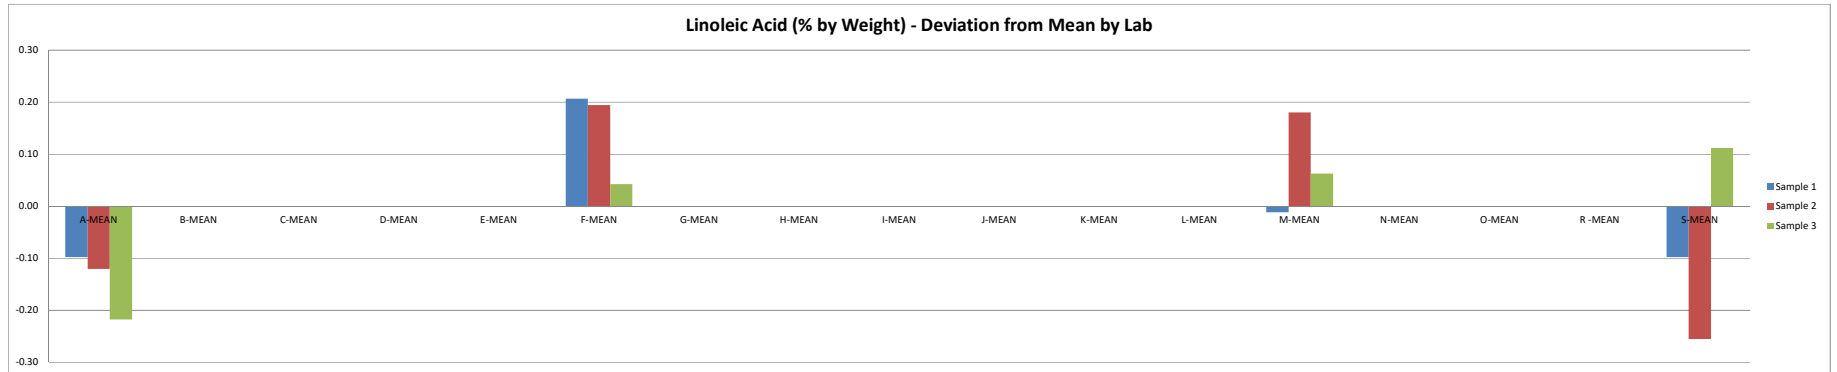 Linoleic Acid (% by Weight) - Deviation from Mean by Lab
0.30
0.20
0.10
0.00
-0.10
-0.20
-0.30
A-MEAN B-MEAN C-MEAN D-MEAN E-MEAN F-MEAN G-MEAN H-MEAN I-MEAN J-MEAN K-MEAN L-MEAN M-MEAN N-MEAN O-MEAN R -MEAN S-MEAN
Sample 1
Sample 2
Sample 3